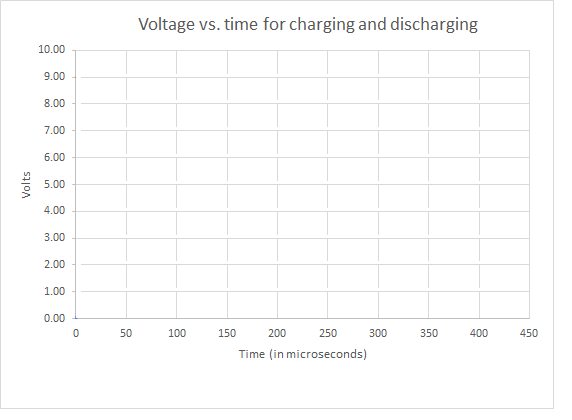 Voltage vs. time for charging and discharging
10.00
9.00
8.00
7.00
6.00
5.00
4.00
3.00
2.00
1.00
0.00
Volts
0 50 100 150 200 250 300 350 400 450
Time (in microseconds)